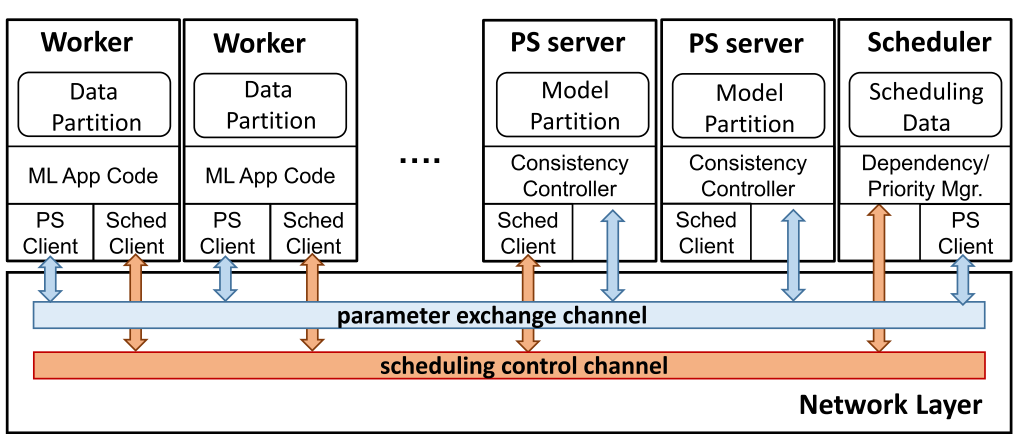 Worker
Data
Partition
ML App Code
PS
Client
Sched
Client
Worker
Data
Partition
ML App Code
PS
Client
Sched
Client
....
PS server
Model
Partition
Consistency
Controller
Sched
Client
PS server
Model
Partition
Consistency
Controller
Sched
Client
Scheduler
Scheduling
Data
Dependency/
Priority Mgr.
PS
Client
parameter exchange channel
scheduling control channel
Network Layer